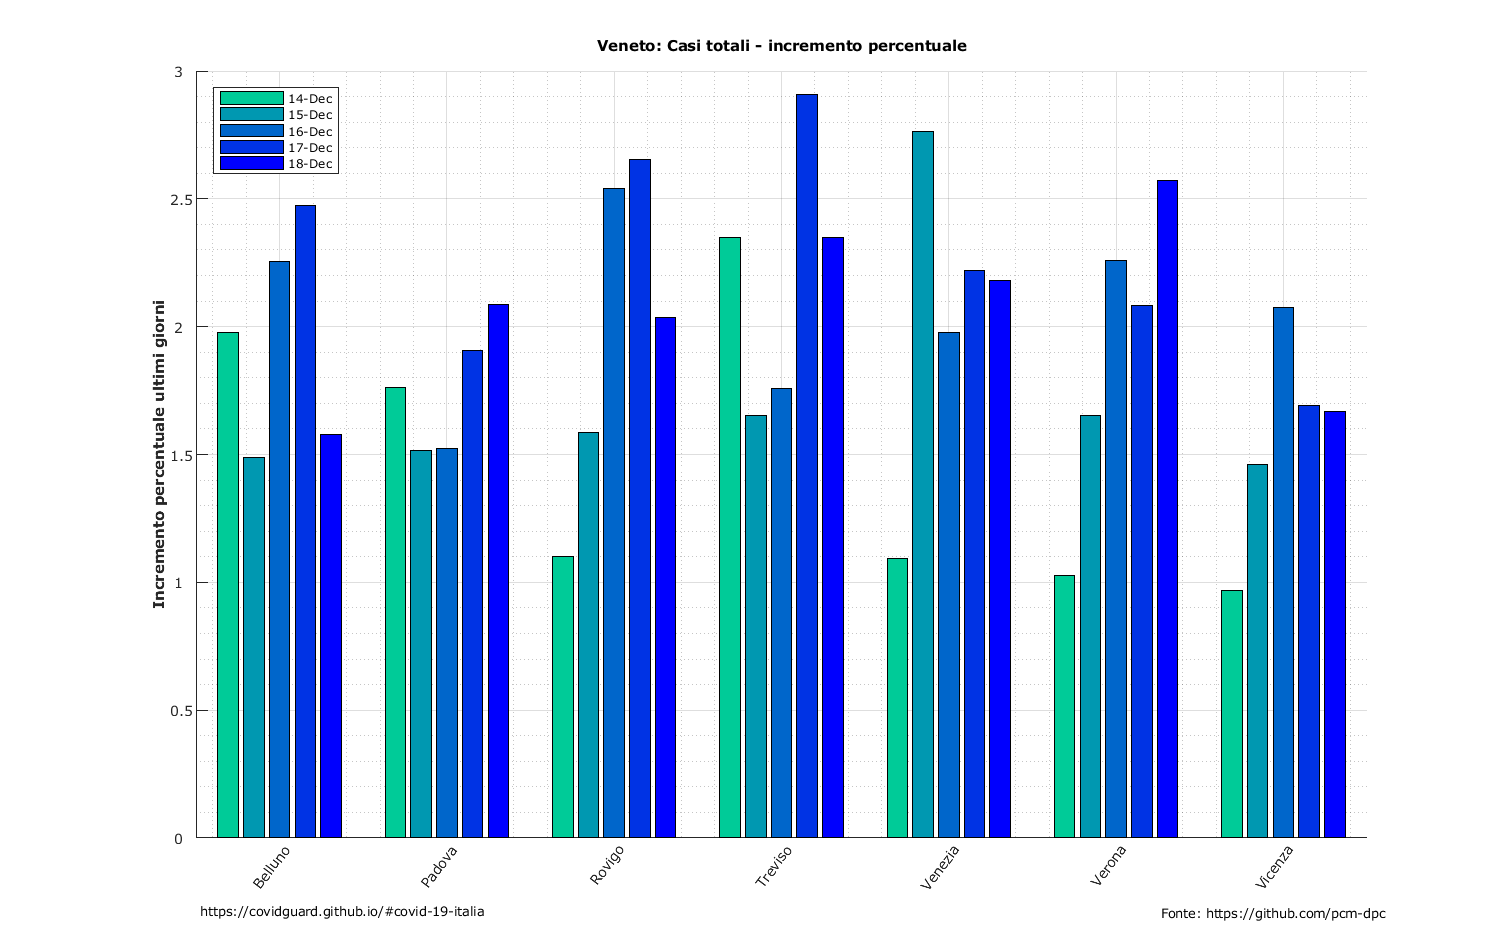 Veneto: Casi totali - incremento percentuale
Incremento percentuale ultimi giorni
3
2.5
2
1.5
1
0.5
0
14-Dec
15-Dec
16-Dec
17-Dec
18-Dec
Belluno
Padova
Rovigo
Treviso
Venezia
Verona
Vicenza
https://covidguard.github.io/#covid-19-italia
Fonte: https://github.com/pcm-dpc